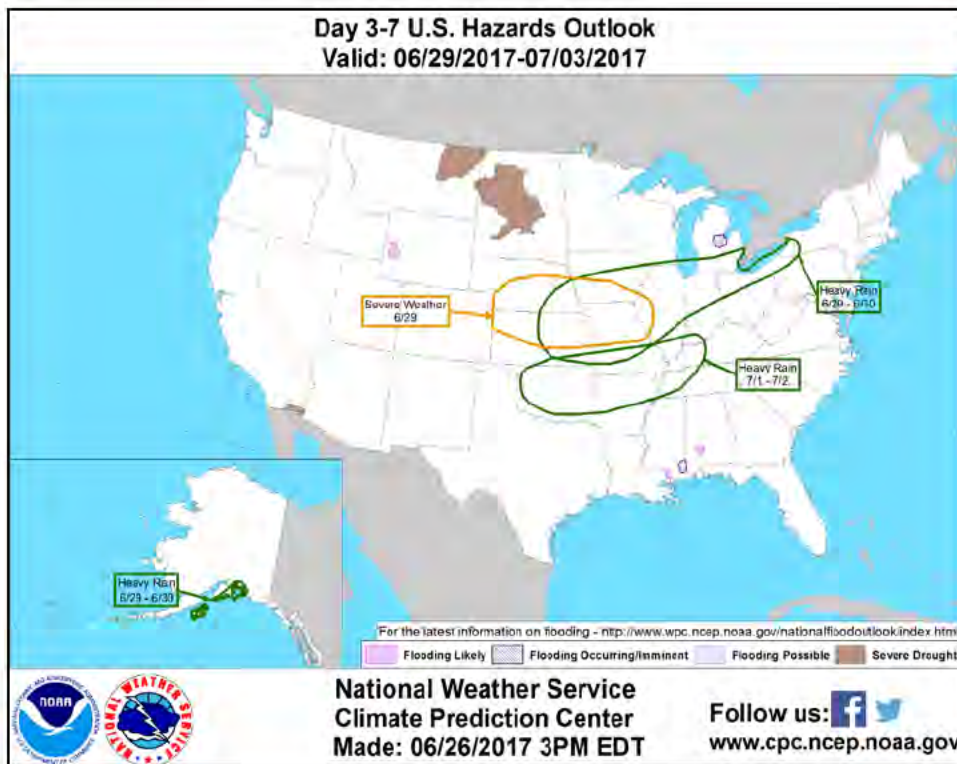 Day 3-7 U.S. Hazards Outlook
Valid: 06/29/2017-07/03/2017
Severe Weather
6/29
Heavy Rain
6/29 - 6/30
Heavy Rain
7/1 - 7/2
Heavy Rain
6/29 - 6/30
For the latest information on flooding - http://www.wpc.ncep.noaa.gov/nationalfloodoutlook/index.html
Flooding Likely
Flooding Occurring/Imminent
Flooding Possible
Severe Drought
NOAA
NATIONAL WEATHER SERVICE
National Weather Service
Climate Prediction Center
Made: 06/26/2017 3PM EDT
Follow us:
www.cpc.ncep.noaa.gov